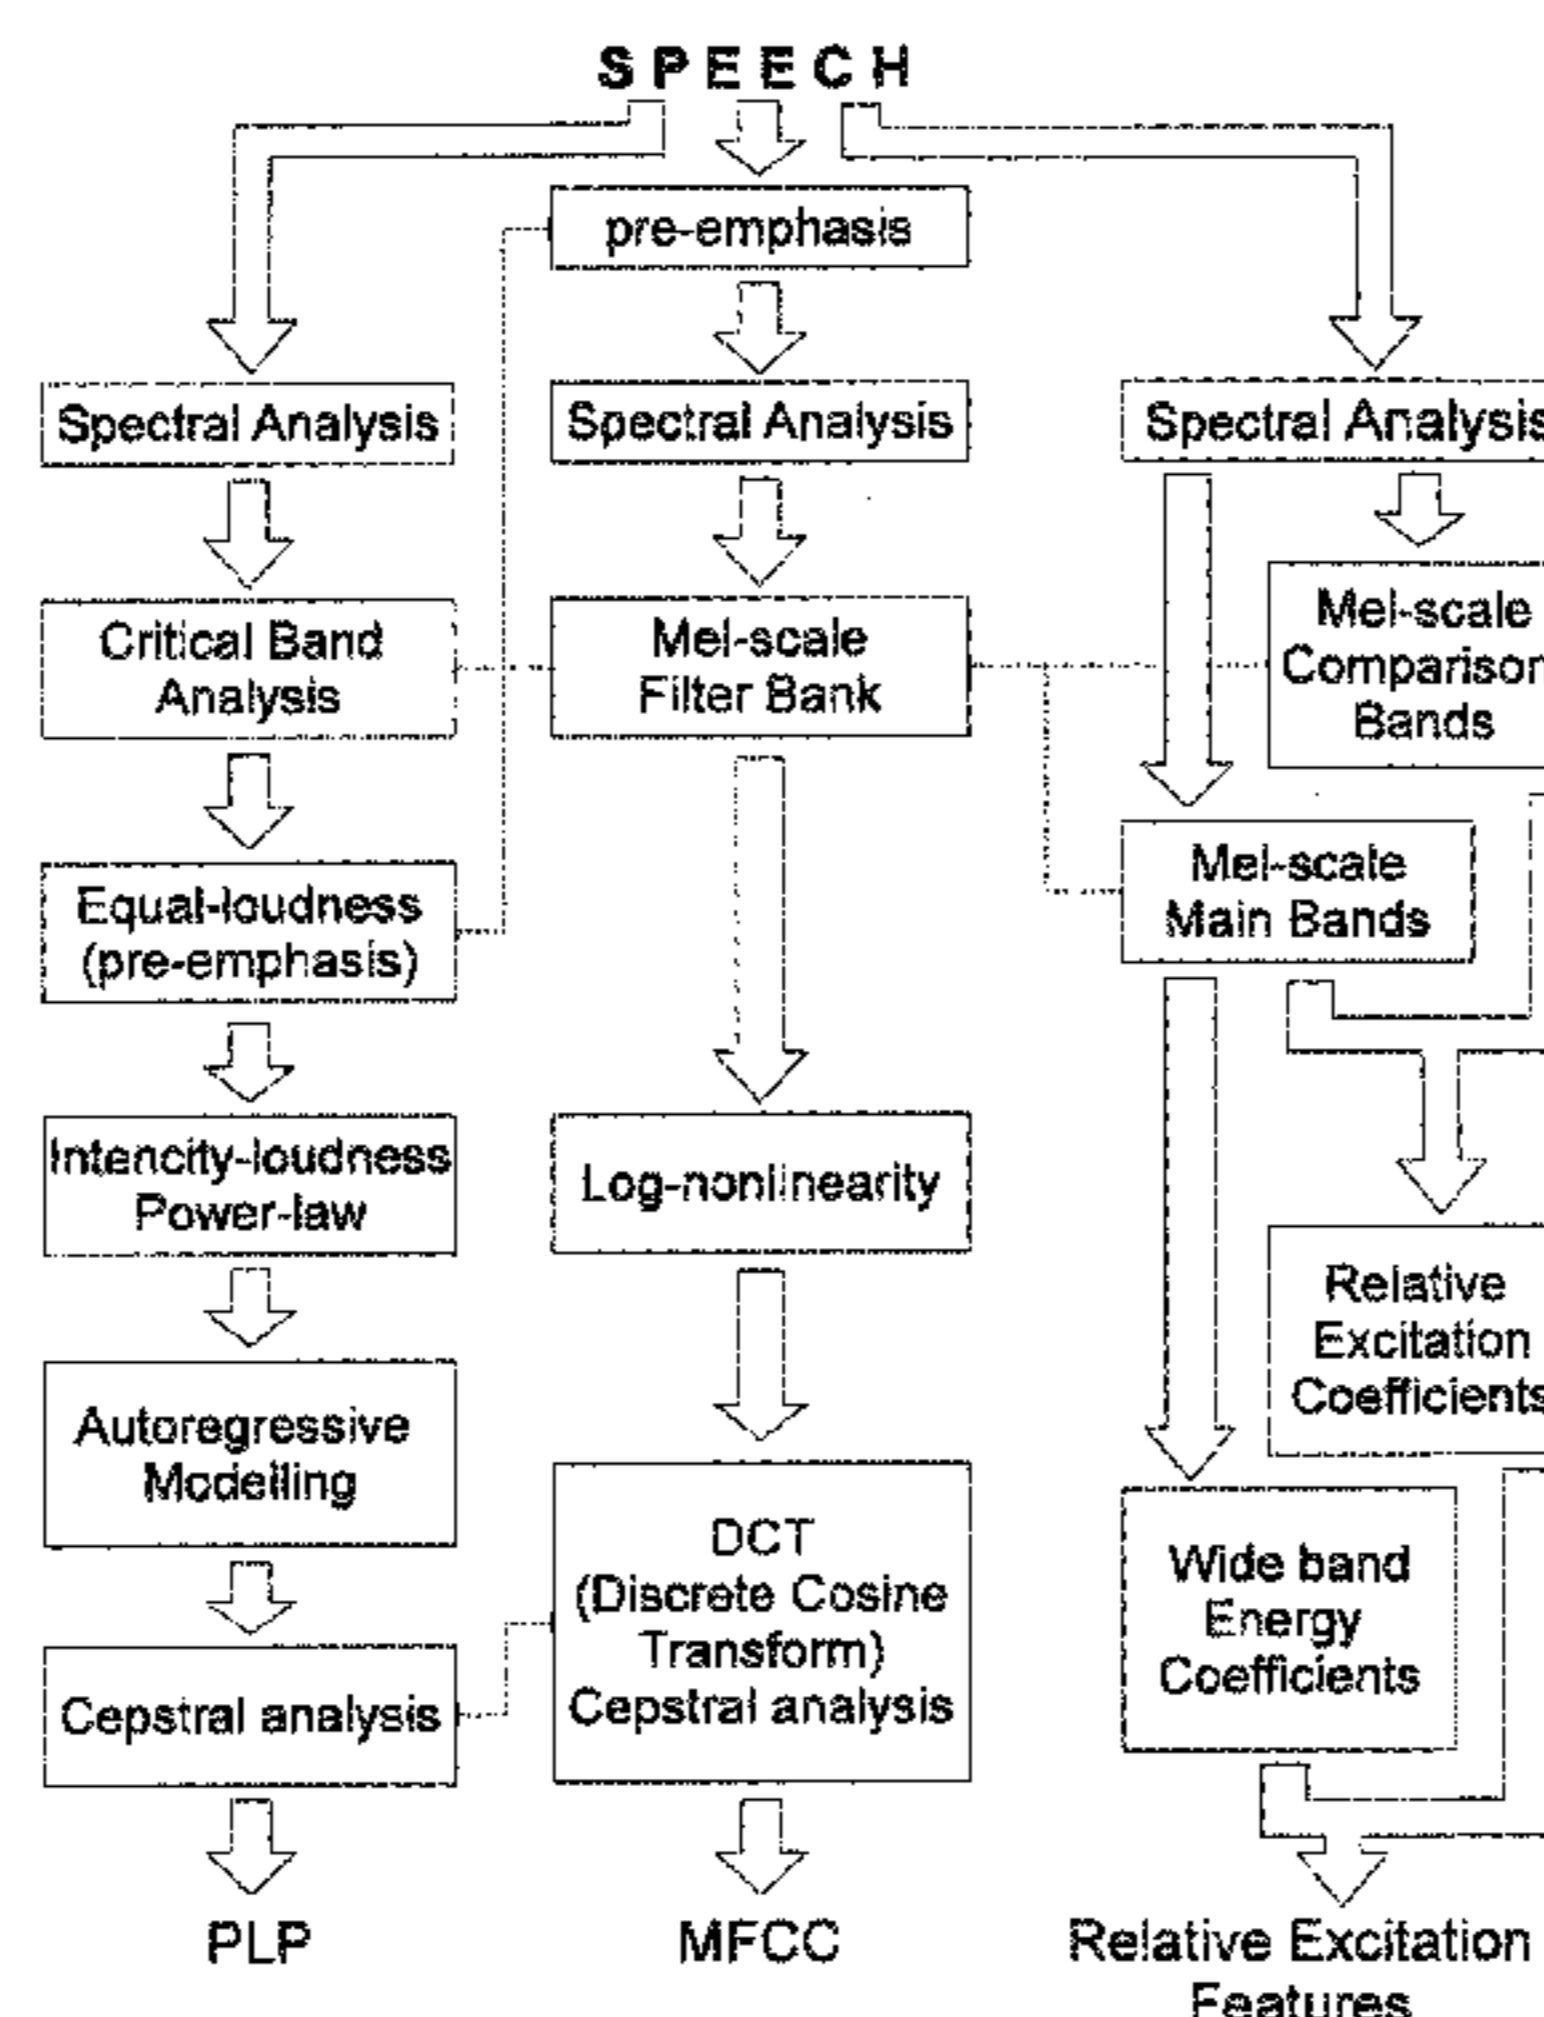 SPEECH
pre-emphasis
Spectral Analysis
Spectral Analysis
Spectral Analysis
Critical Band
Analysis
Mel-scale
Filter Bank
Mel-scale
Comparison
Bands
Equal-loudness
(pre-emphasis)
Mel-scale
Main Bands
Intencity-loudness
Power-law
Log-nonlinearity
Relative
Excitation
Coefficients
Autoregressive
Modelling
DCT
(Discrete Cosine
Transform)
Cepstral analysis
Wide band
Energy
Coefficients
Cepstral analysis
PLP
MFCC
Relative Excitation
Features